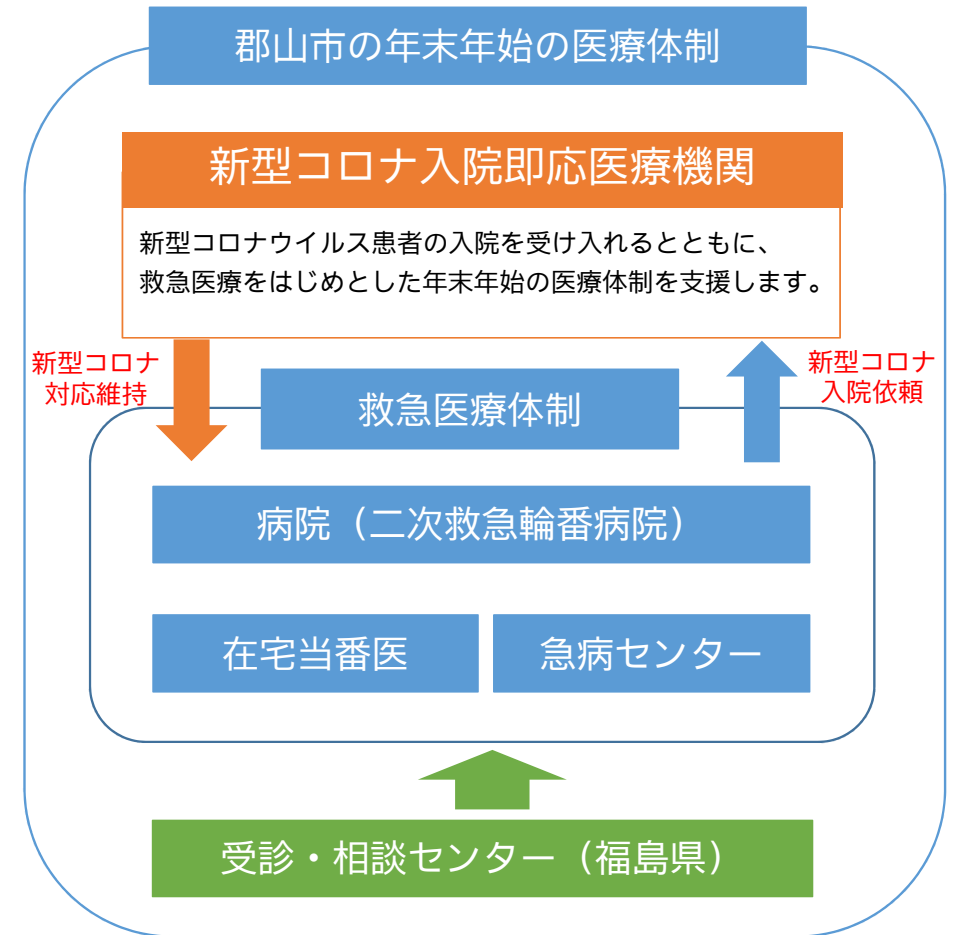 郡山市の年末年始の医療体制
新型コロナ入院即応医療機関
新型コロナウイルス患者の入院を受け入れるとともに、
救急医療をはじめとした年末年始の医療体制を支援します。
新型コロナ
対応維持
新型コロナ
入院依頼
救急医療体制
病院（二次救急輪番病院）
在宅当番医
急病センター
受診・相談センター（福島県）